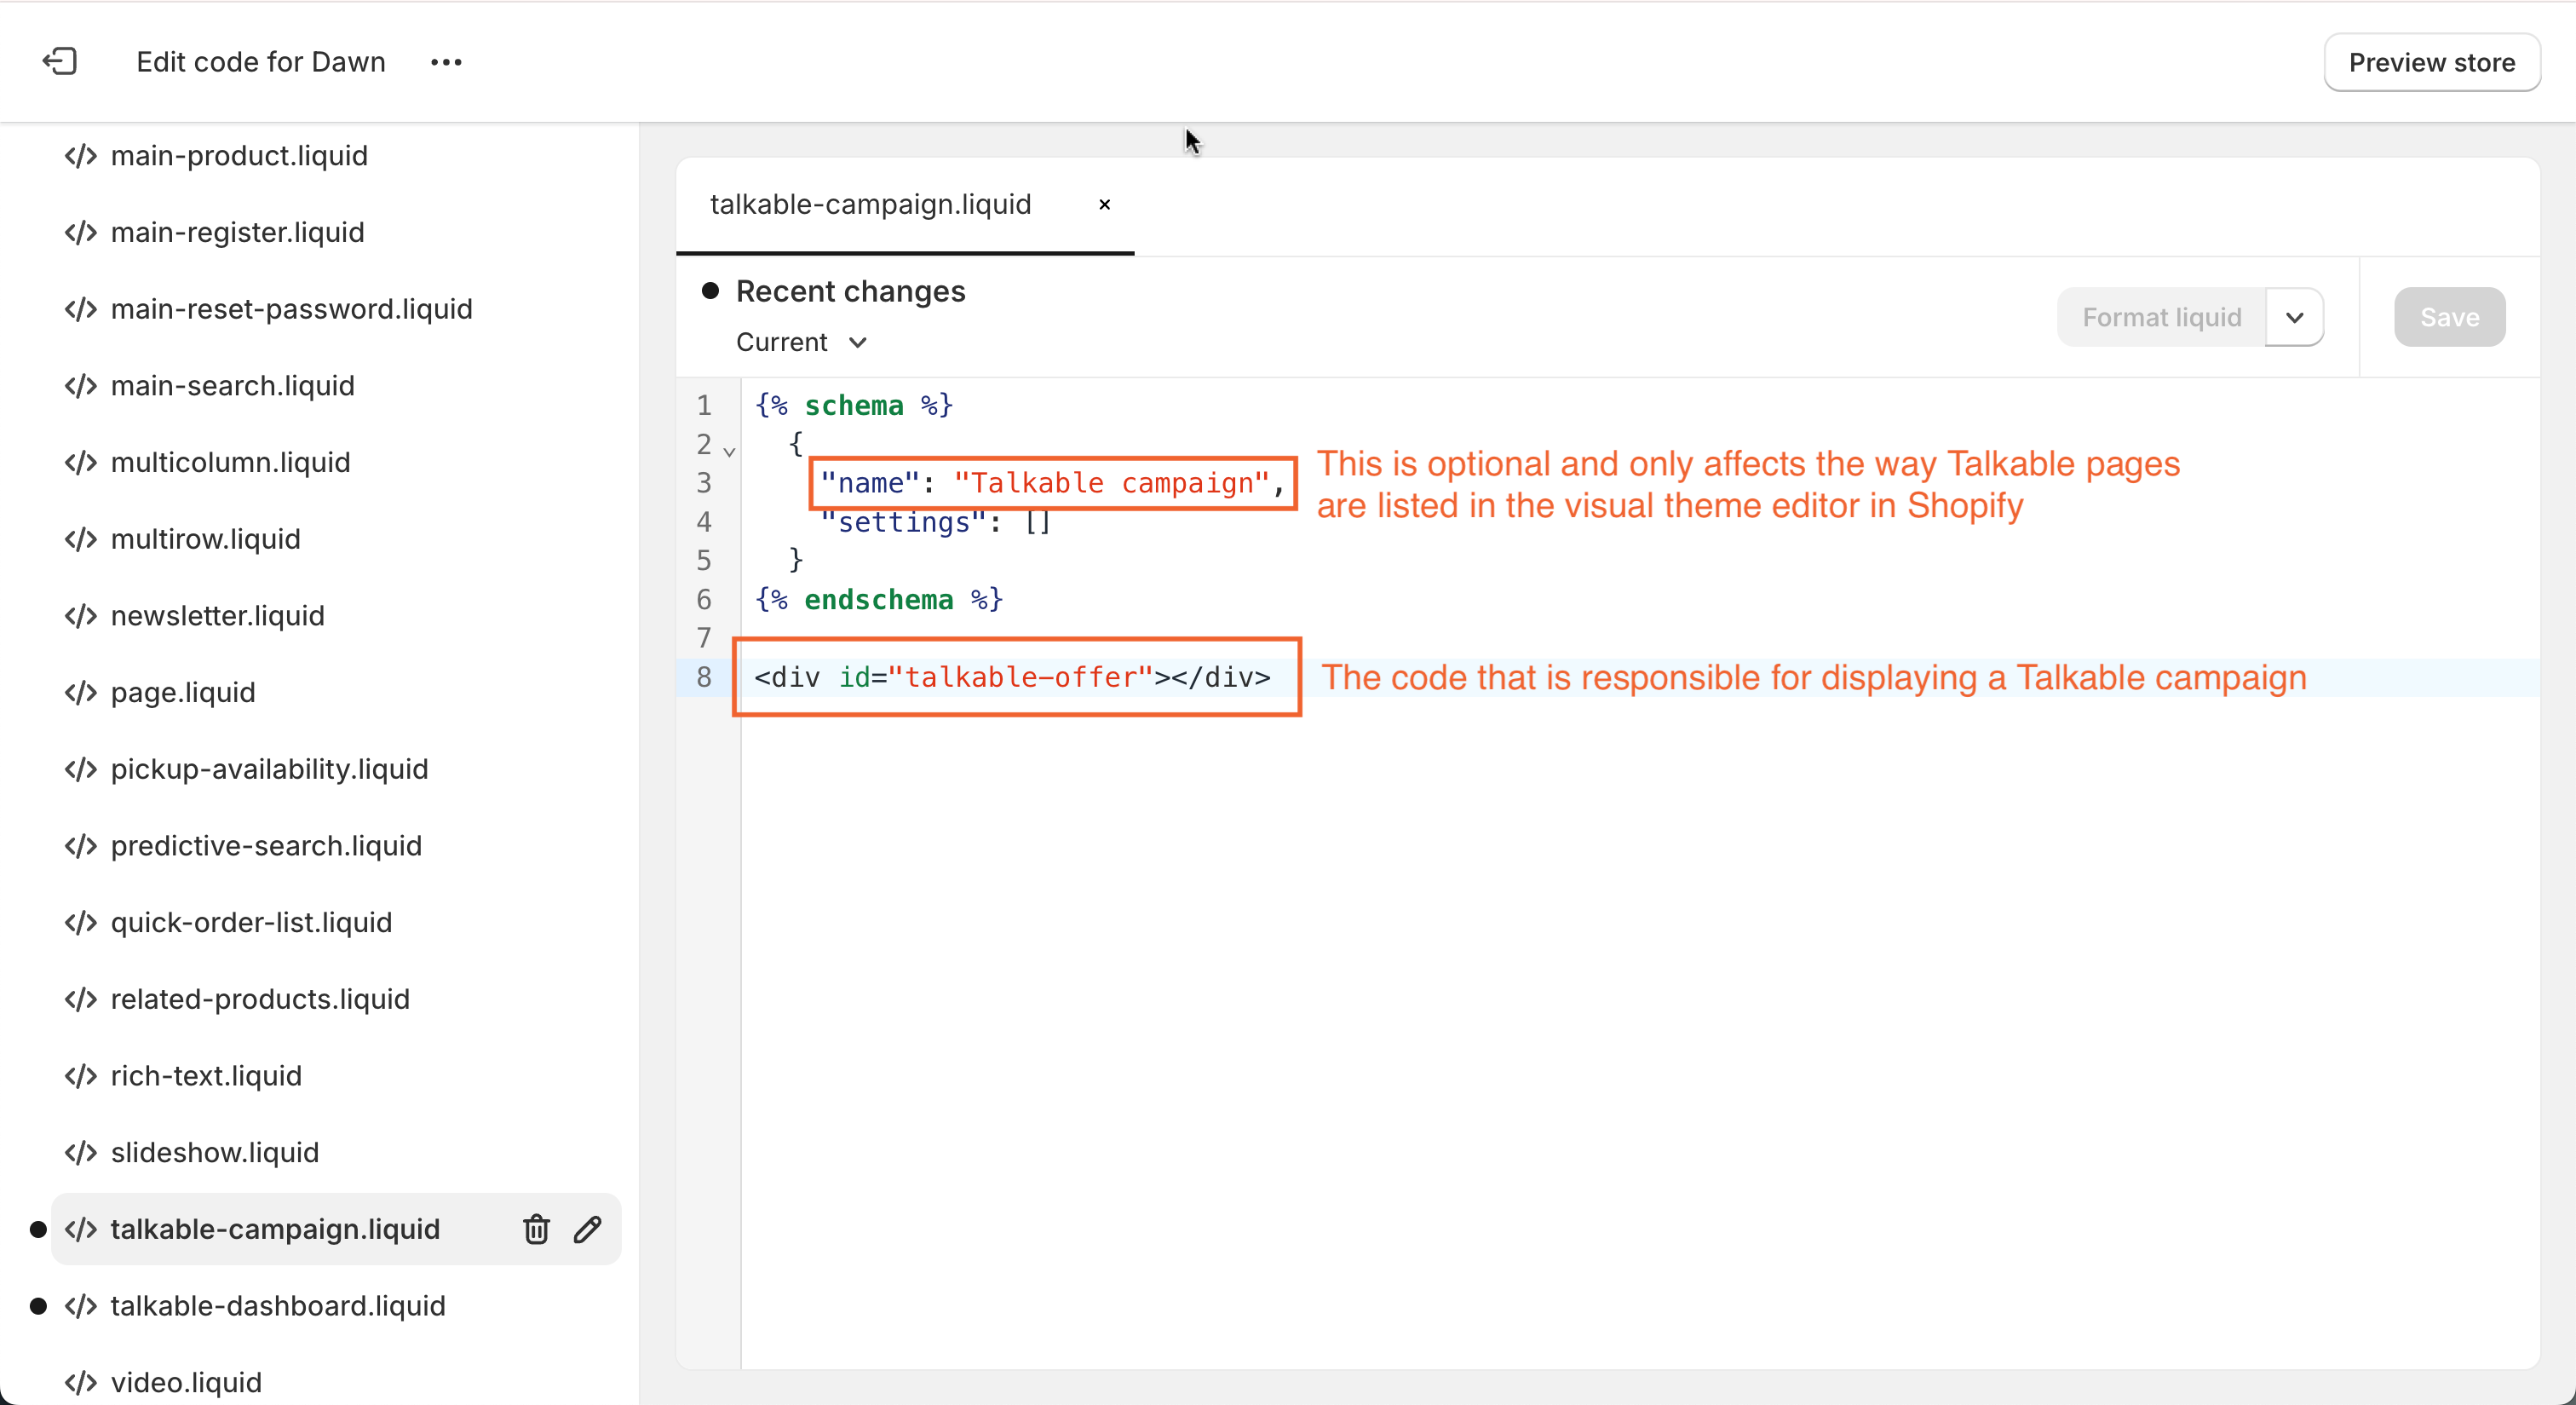 Edit code for Dawn
Preview store
main-product.liquid
main-register.liquid
main-reset-password.liquid
main-search.liquid
multicolumn.liquid
multirow.liquid
newsletter.liquid
page.liquid
pickup-availability.liquid
predictive-search.liquid
quick-order-list.liquid
related-products.liquid
rich-text.liquid
slideshow.liquid
talkable-campaign.liquid
talkable-dashboard.liquid
video.liquid
talkable-campaign.liquid
Recent changes
Current
Format liquid
Save
1 {% schema %}
2 {
3 "name": "Talkable campaign",
4 "settings": []
5 }
6 {% endschema %}
7
8 <div id="talkable-offer"></div>
This is optional and only affects the way Talkable pages
are listed in the visual theme editor in Shopify
The code that is responsible for displaying a Talkable campaign